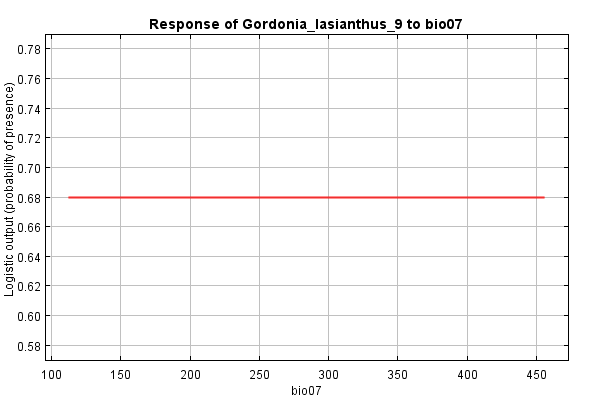 Response of Gordonia_lasianthus_9 to bio07
Logistic output (probability of presence)
0.78
0.76
0.74
0.72
0.70
0.68
0.66
0.64
0.62
0.60
0.58
100 150 200 250 300 350 400 450
bio07